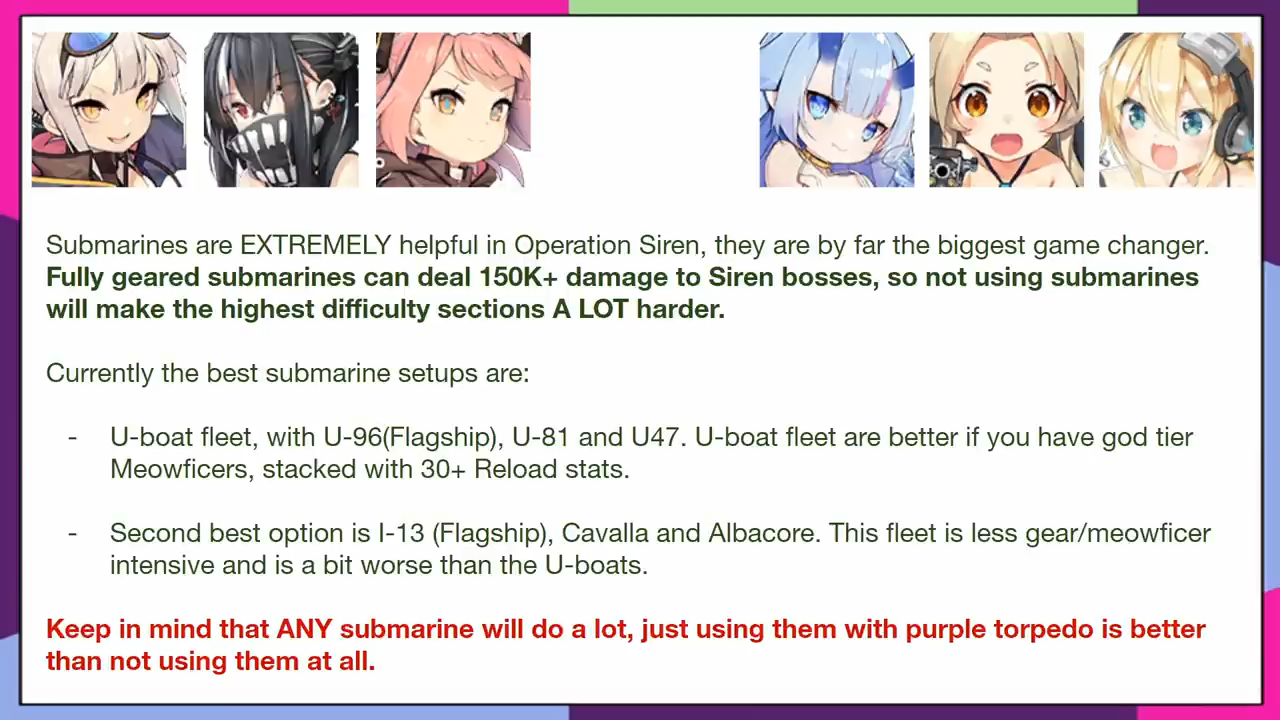 Submarines are EXTREMELY helpful in Operation Siren, they are by far the biggest game changer.
Fully geared submarines can deal 150K+ damage to Siren bosses, so not using submarines
will make the highest difficulty sections A LOT harder.
Currently the best submarine setups are:
- U-boat fleet, with U-96(Flagship), U-81 and U47. U-boat fleet are better if you have god tier
Meowficers, stacked with 30+ Reload stats.
- Second best option is I-13 (Flagship), Cavalla and Albacore. This fleet is less gear/meowficer
intensive and is a bit worse than the U-boats.
Keep in mind that ANY submarine will do a lot, just using them with purple torpedo is better
than not using them at all.